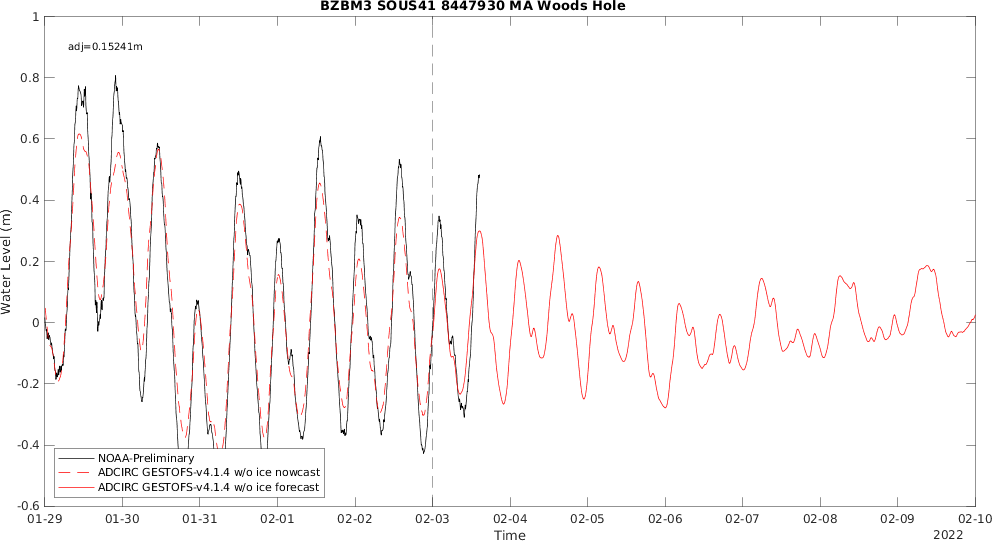 BZBM3 SOUS41 8447930 MA Woods Hole
adj=0.15241m
Water Level (m)
1
0.8
0.6
0.4
0.2
0
-0.2
-0.4
-0.6
NOAA-Preliminary
ADCIRC GESTOFS-v4.1.4 w/o ice nowcast
ADCIRC GESTOFS-v4.1.4 w/o ice forecast
01-29 01-30 01-31 02-01 02-02 02-03 02-04 02-05 02-06 02-07 02-08 02-09 02-10
Time
2022